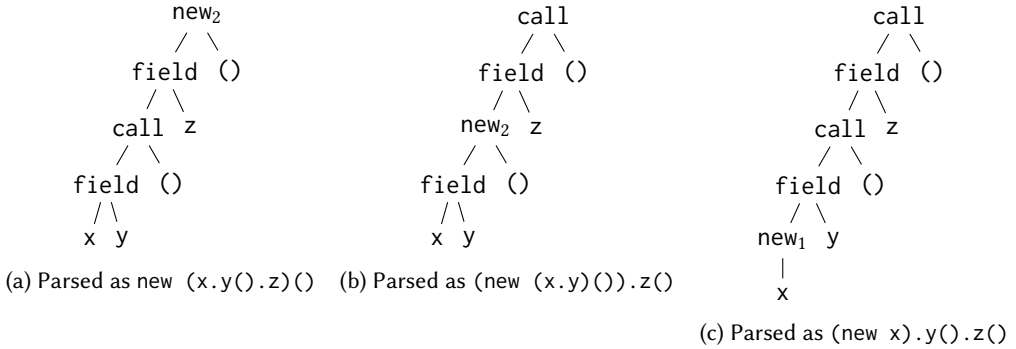 new₂ call call
field () field () field ()
call z new₂ z call z
field () field () field ()
x y x y new₁ y
(a) Parsed as new (x.y().z)() (b) Parsed as (new (x.y)()).z() x
(c) Parsed as (new x).y().z()